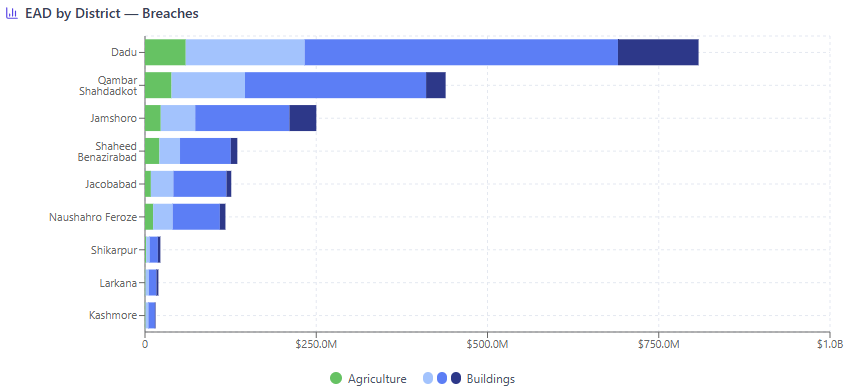 EAD by District — Breaches
Dadu
Qambar
Shahdadkot
Jamshoro
Shaheed
Benazirabad
Jacobabad
Naushahro Feroze
Shikarpur
Larkana
Kashmore
0 $250.0M $500.0M $750.0M $1.0B
Agriculture Buildings